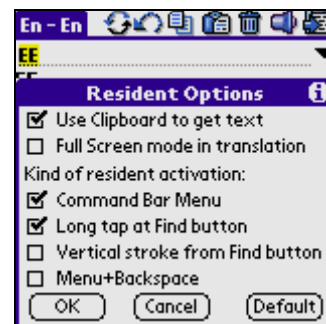 En - En
EE
Resident Options
Use Clipboard to get text
Full Screen mode in translation
Kind of resident activation:
Command Bar Menu
Long tap at Find button
Vertical stroke from Find button
Menu+Backspace
OK Cancel Default